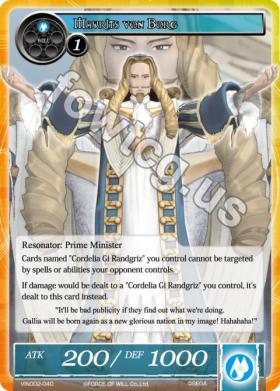 Maurits von Borg
WILL
1
fowtcg.us
Resonator: Prime Minister
Cards named "Cordelia Gi Randgriz" you control cannot be targeted
by spells or abilities your opponent controls.
If damage would be dealt to a "Cordelia Gi Randgriz" you control, it's
dealt to this card instead.
"It'll be bad publicity if they find out what we're doing.
Gallia will be born again as a new glorious nation in my image! Hahahaha!"
ATK 200/ DEF 1000
VIN002-040 ©FORCE OF WILL Co.,Ltd. ©SEGA